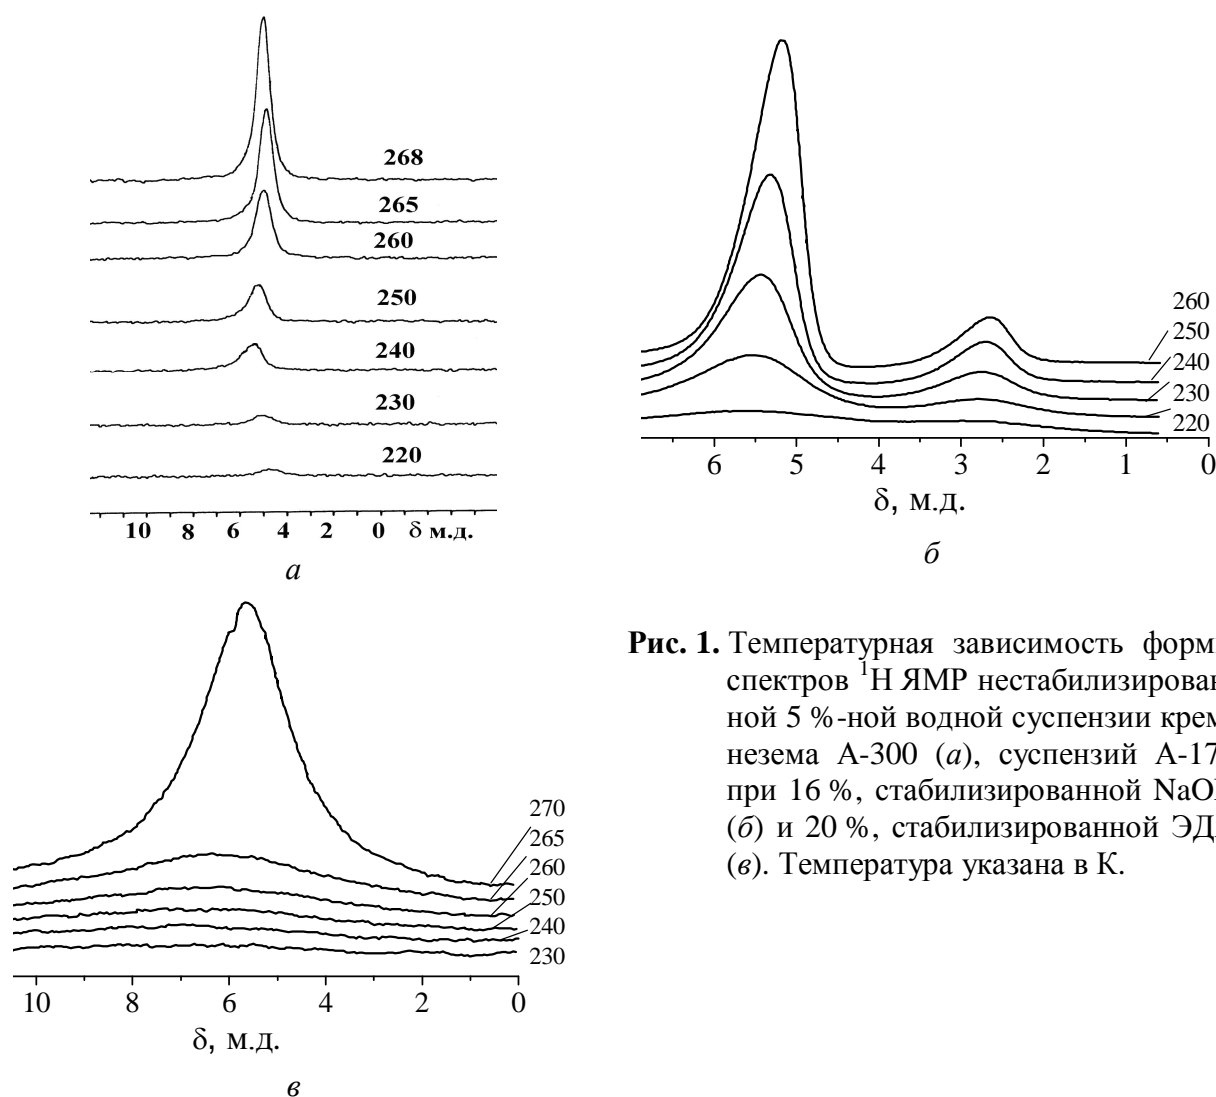 268
265
260
250
240
230
220
10 8 6 4 2 0 δ м.д.
а
260
250
240
230
220
6 5 4 3 2 1 0
δ, м.д.
б
270
265
260
250
240
230
10 8 6 4 2 0
δ, м.д.
в
Рис. 1. Температурная зависимость форм
спектров ¹Н ЯМР нестабилизирован
ной 5 %-ной водной суспензии крем
незема А-300 (а), суспензий А-17
при 16 %, стабилизированной NaO
(б) и 20 %, стабилизированной ЭД
(в). Температура указана в К.